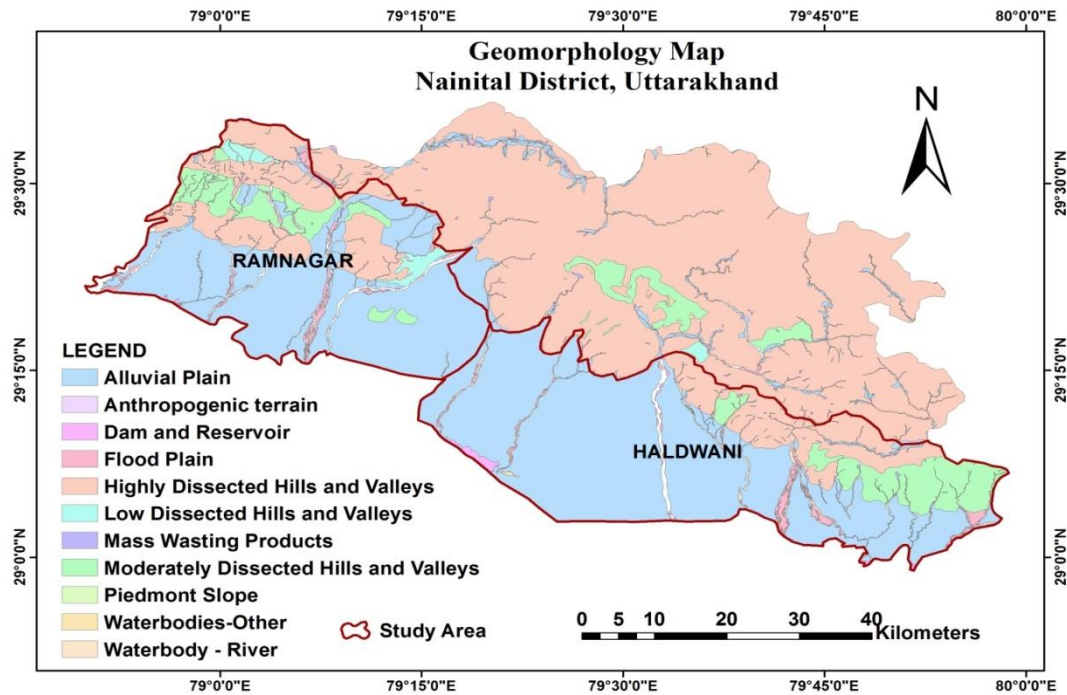 79°0'0"E 79°15'0"E 79°30'0"E 79°45'0"E 80°0'0"E
Geomorphology Map
Nainital District, Uttarakhand
N
29°30'0"N 29°30'0"N
RAMNAGAR
29°15'0"N 29°15'0"N
HALDWANI
29°0'0"N 29°0'0"N
LEGEND
Alluvial Plain
Anthropogenic terrain
Dam and Reservoir
Flood Plain
Highly Dissected Hills and Valleys
Low Dissected Hills and Valleys
Mass Wasting Products
Moderately Dissected Hills and Valleys
Piedmont Slope
Waterbodies-Other
Waterbody - River
Study Area
0 5 10 20 30 40
Kilometers
79°0'0"E 79°15'0"E 79°30'0"E 79°45'0"E 80°0'0"E